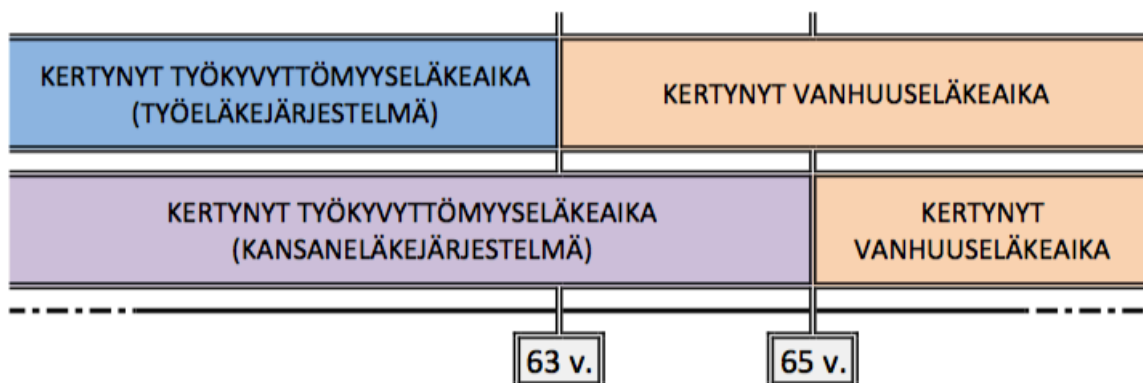 KERTYNYT TYÖKYVYTTÖMYYSELÄKEAIKA
(TYÖELÄKEJÄRJESTELMÄ)
KERTYNYT VANHUUSELÄKEAIKA
KERTYNYT TYÖKYVYTTÖMYYSELÄKEAIKA
(KANSANELÄKEJÄRJESTELMÄ)
KERTYNYT
VANHUUSELÄKEAIKA
63 v.
65 v.